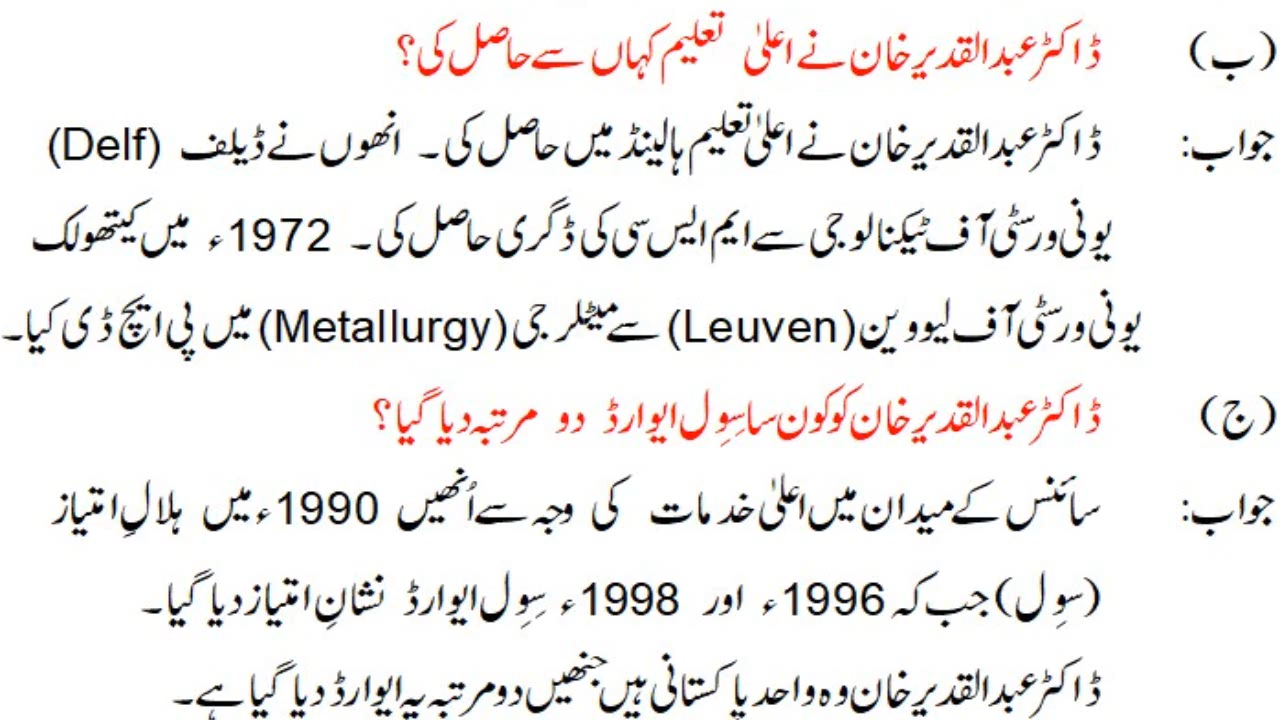 (ب) ڈاکٹر عبدالقدیر خان نے اعلیٰ تعلیم کہاں سے حاصل کی؟
جواب: ڈاکٹر عبدالقدیر خان نے اعلیٰ تعلیم ہالینڈ میں حاصل کی۔ انھوں نے ڈیلف (Delf)
یونی ورسٹی آف ٹیکنالوجی سے ایم ایس سی کی ڈگری حاصل کی۔ 1972ء میں کیتھولک
یونی ورسٹی آف لیووین (Leuven) سے میٹلرجی (Metallurgy) میں پی ایچ ڈی کیا۔
(ج) ڈاکٹر عبدالقدیر خان کو کون سا سِوِل ایوارڈ دو مرتبہ دیا گیا؟
جواب: سائنس کے میدان میں اعلیٰ خدمات کی وجہ سے اُنھیں 1990ء میں ہلالِ امتیاز
(سوِل) جب کہ 1996ء اور 1998ء سِوِل ایوارڈ نشانِ امتیاز دیا گیا۔
ڈاکٹر عبدالقدیر خان وہ واحد پاکستانی ہیں جنھیں دو مرتبہ یہ ایوارڈ دیا گیا ہے۔